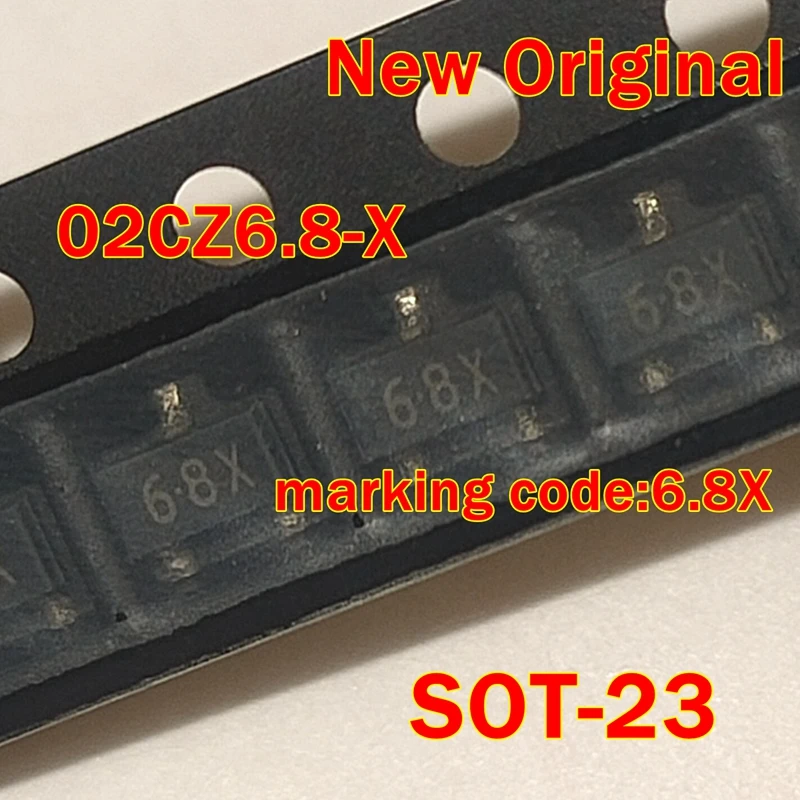 New Original
02CZ6.8-X
6·8X
6·8X
6·8X
marking code:6.8X
SOT-23